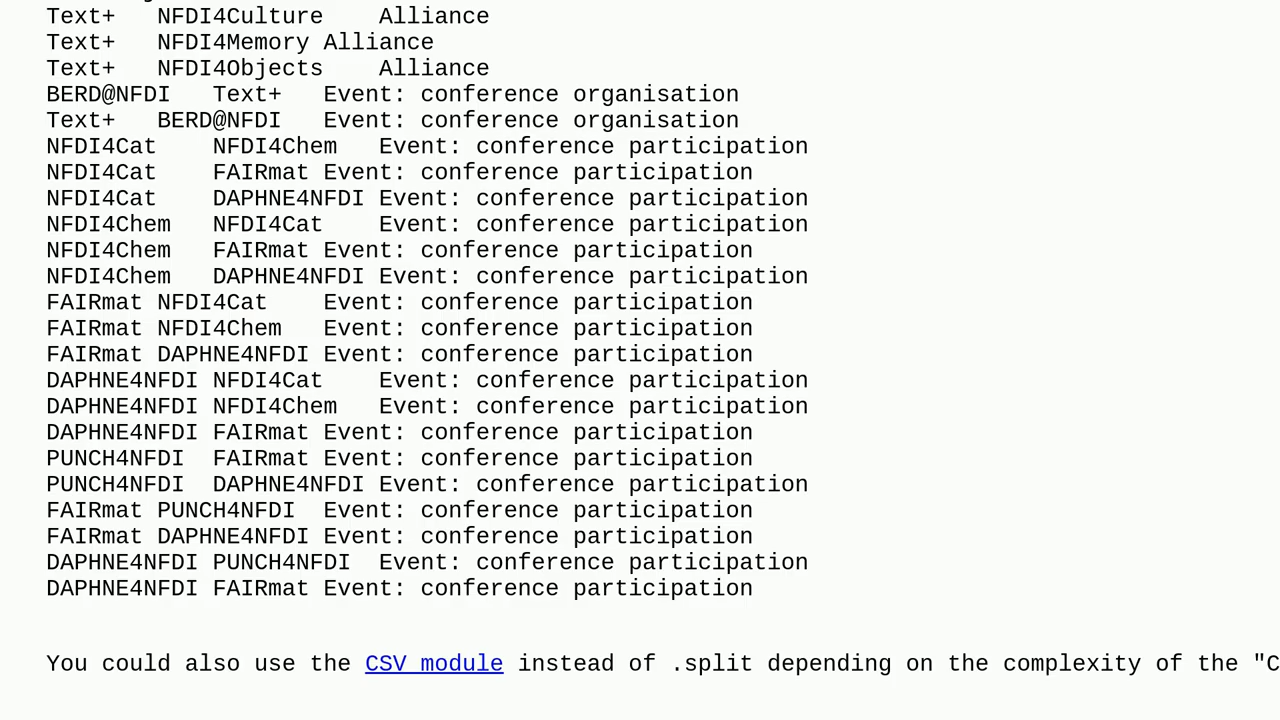 Text+	NFDI4Culture	Alliance
Text+	NFDI4Memory	Alliance
Text+	NFDI4Objects	Alliance
BERD@NFDI	Text+	Event: conference organisation
Text+	BERD@NFDI	Event: conference organisation
NFDI4Cat	NFDI4Chem	Event: conference participation
NFDI4Cat	FAIRmat	Event: conference participation
NFDI4Cat	DAPHNE4NFDI	Event: conference participation
NFDI4Chem	NFDI4Cat	Event: conference participation
NFDI4Chem	FAIRmat	Event: conference participation
NFDI4Chem	DAPHNE4NFDI	Event: conference participation
FAIRmat	NFDI4Cat	Event: conference participation
FAIRmat	NFDI4Chem	Event: conference participation
FAIRmat	DAPHNE4NFDI	Event: conference participation
DAPHNE4NFDI	NFDI4Cat	Event: conference participation
DAPHNE4NFDI	NFDI4Chem	Event: conference participation
DAPHNE4NFDI	FAIRmat	Event: conference participation
PUNCH4NFDI	FAIRmat	Event: conference participation
PUNCH4NFDI	DAPHNE4NFDI	Event: conference participation
FAIRmat	PUNCH4NFDI	Event: conference participation
FAIRmat	DAPHNE4NFDI	Event: conference participation
DAPHNE4NFDI	PUNCH4NFDI	Event: conference participation
DAPHNE4NFDI	FAIRmat	Event: conference participation
You could also use the CSV module instead of .split depending on the complexity of the "C